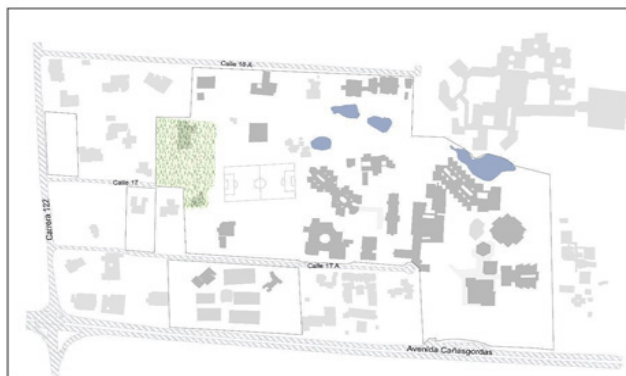 Calle 18 A
Calle 17
Carrera 122
Calle 17 A
Avenida Cañasgordas